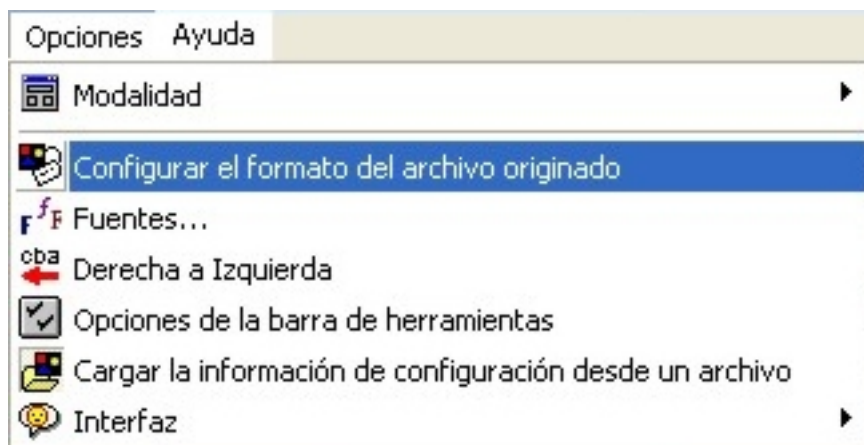 Opciones Ayuda
Modalidad
Configurar el formato del archivo originado
F f F Fuentes...
cba Derecha a Izquierda
Opciones de la barra de herramientas
Cargar la información de configuración desde un archivo
Interfaz